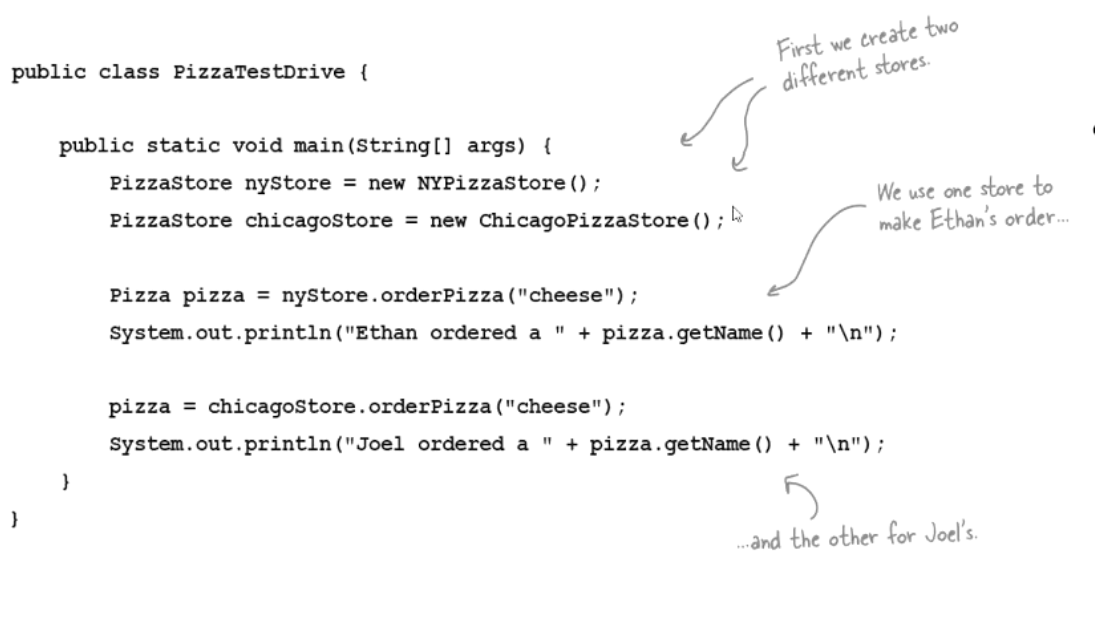 First we create two
different stores.
public class PizzaTestDrive {
public static void main(String[] args) {
PizzaStore nyStore = new NYPizzaStore();
PizzaStore chicagoStore = new ChicagoPizzaStore();
We use one store to
make Ethan's order...
Pizza pizza = nyStore.orderPizza("cheese");
System.out.println("Ethan ordered a " + pizza.getName() + "\n");
pizza = chicagoStore.orderPizza("cheese");
System.out.println("Joel ordered a " + pizza.getName() + "\n");
}
}
...and the other for Joel's.